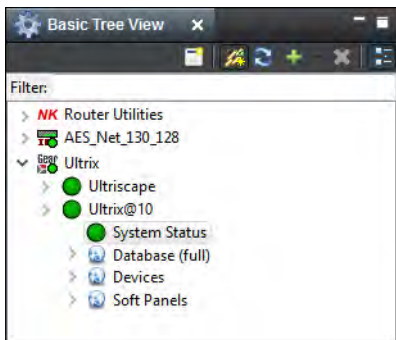 Basic Tree View
Filter:
NK Router Utilities
AES_Net_130_128
Gear Ultrix
Ultriscape
Ultrix@10
System Status
Database (full)
Devices
Soft Panels